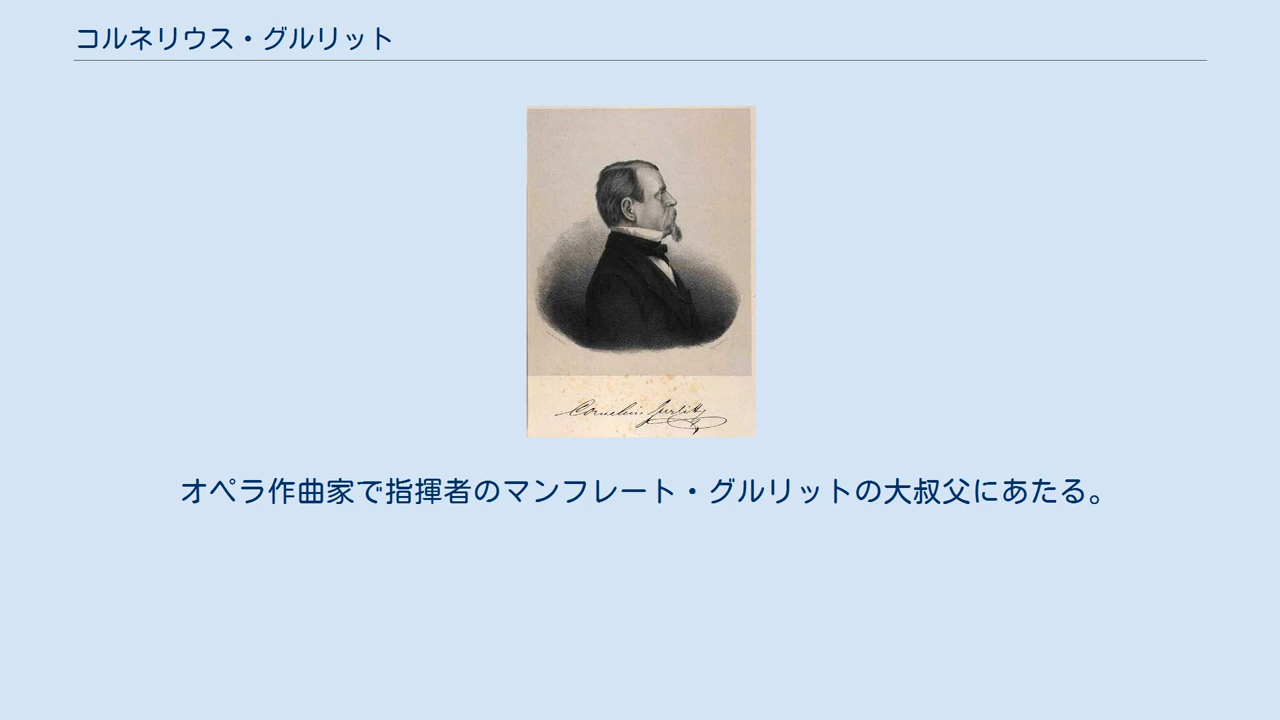 コルネリウス・グルリット
Cornelius Gurlitt
オペラ作曲家で指揮者のマンフレート・グルリットの大叔父にあたる。